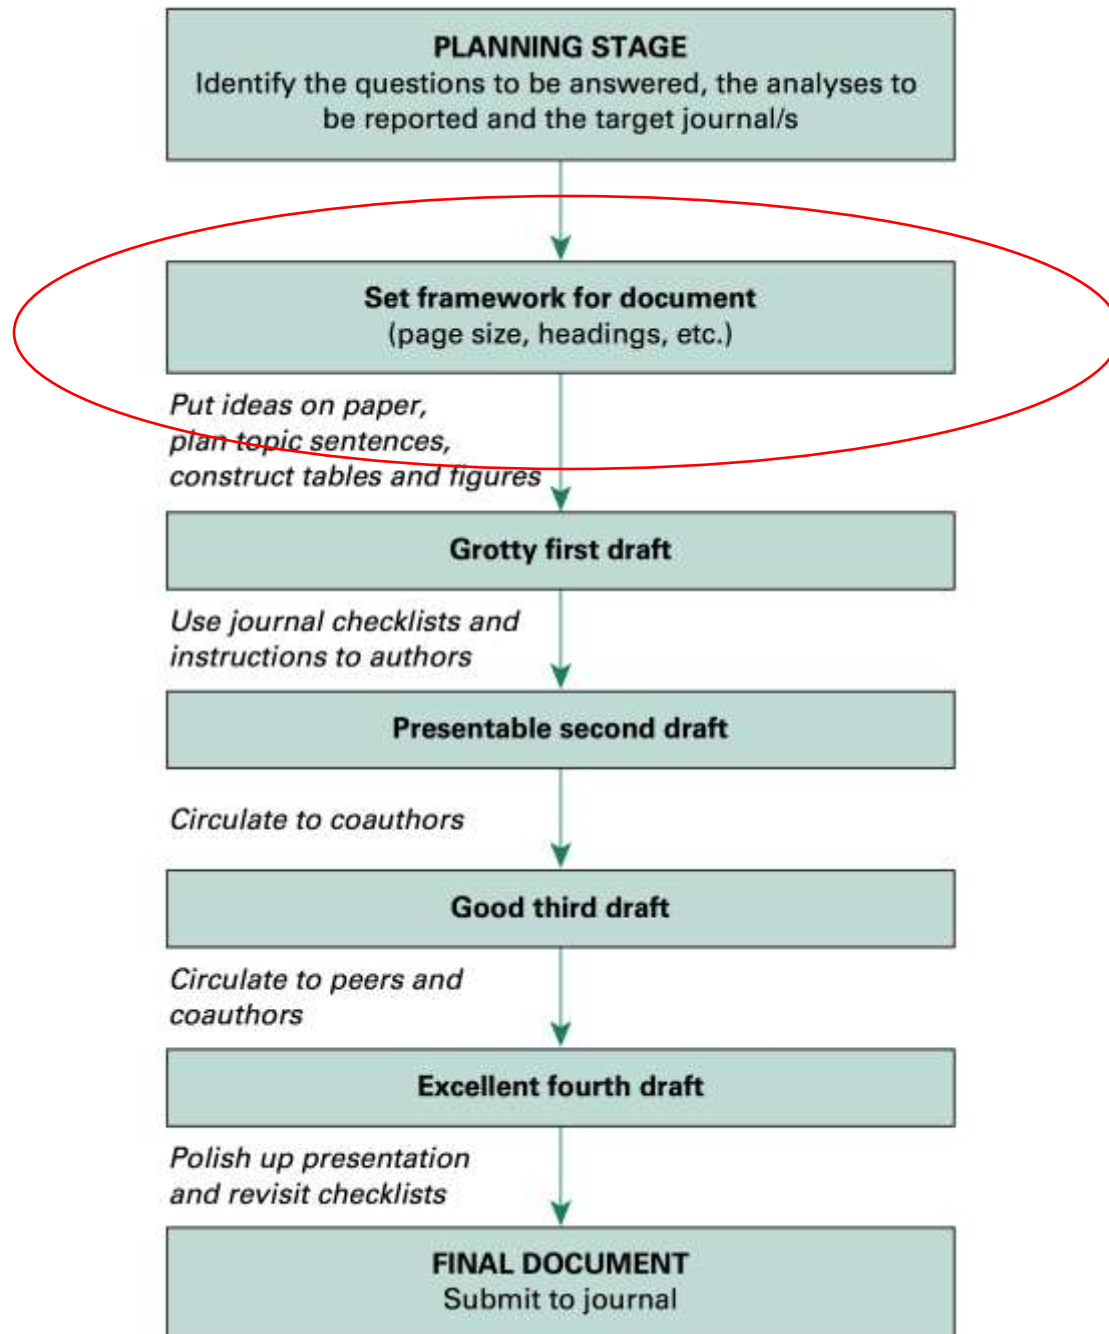 PLANNING STAGE
Identify the questions to be answered, the analyses to
be reported and the target journal/s
Set framework for document
(page size, headings, etc.)
Put ideas on paper,
plan topic sentences,
construct tables and figures
Grotty first draft
Use journal checklists and
instructions to authors
Presentable second draft
Circulate to coauthors
Good third draft
Circulate to peers and
coauthors
Excellent fourth draft
Polish up presentation
and revisit checklists
FINAL DOCUMENT
Submit to journal